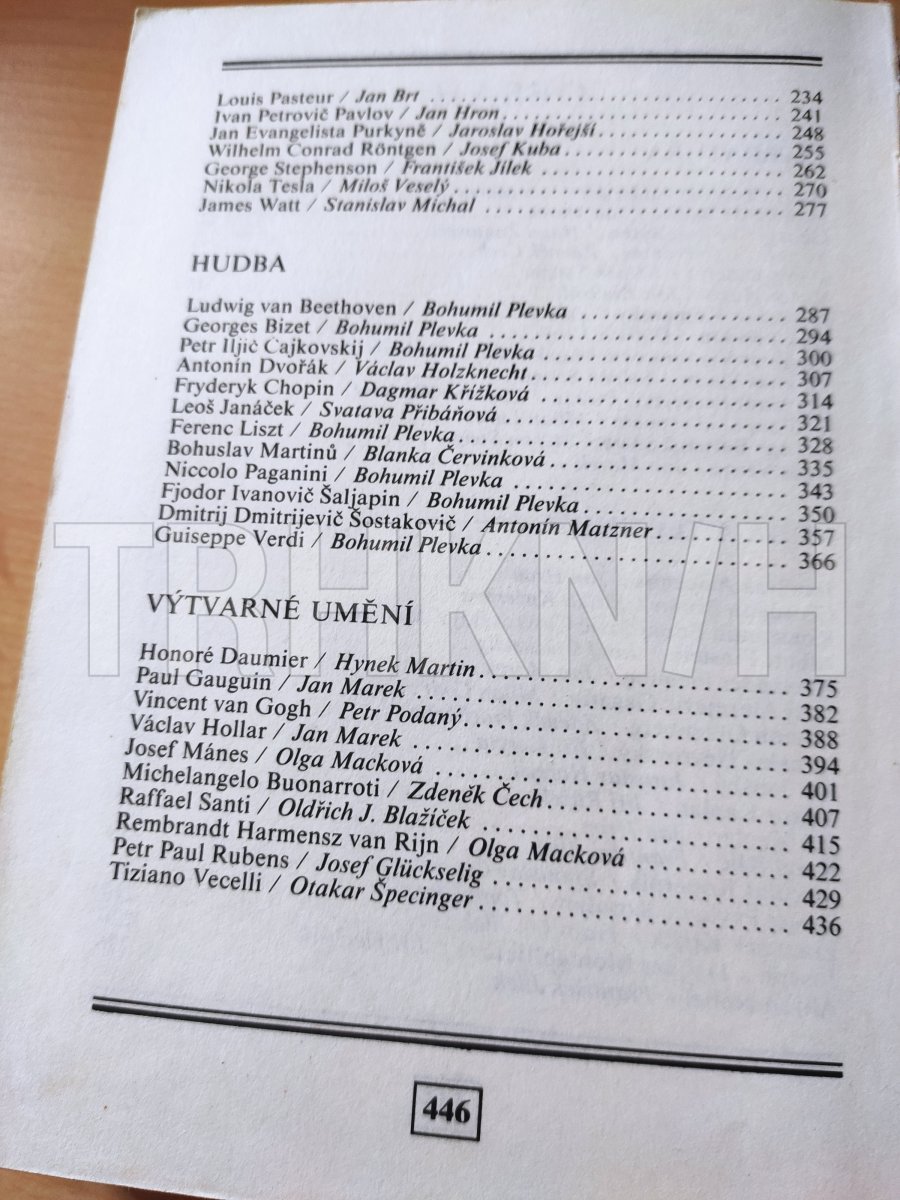 Louis Pasteur / Jan Brt ........................ 234
Ivan Petrovič Pavlov / Jan Hron ........................ 241
Jan Evangelista Purkyně / Jaroslav Hořejší ........................ 248
Wilhelm Conrad Röntgen / Josef Kuba ........................ 255
George Stephenson / František Jílek ........................ 262
Nikola Tesla / Miloš Veselý ........................ 270
James Watt / Stanislav Michal ........................ 277
HUDBA
Ludwig van Beethoven / Bohumil Plevka ........................ 287
Georges Bizet / Bohumil Plevka ........................ 294
Petr Iljič Čajkovskij / Bohumil Plevka ........................ 300
Antonín Dvořák / Václav Holzknecht ........................ 307
Fryderyk Chopin / Dagmar Křížková ........................ 314
Leoš Janáček / Svatava Přibáňová ........................ 321
Ferenc Liszt / Bohumil Plevka ........................ 328
Bohuslav Martinů / Blanka Červinková ........................ 335
Niccolo Paganini / Bohumil Plevka ........................ 343
Fjodor Ivanovič Šaljapin / Bohumil Plevka ........................ 350
Dmitrij Dmitrijevič Šostakovič / Antonín Matzner ........................ 357
Guiseppe Verdi / Bohumil Plevka ........................ 366
TRHKNIH
VÝTVARNÉ UMĚNÍ
Honoré Daumier / Hynek Martin ........................ 375
Paul Gauguin / Jan Marek ........................ 382
Vincent van Gogh / Petr Podaný ........................ 388
Václav Hollar / Jan Marek ........................ 394
Josef Mánes / Olga Macková ........................ 401
Michelangelo Buonarroti / Zdeněk Čech ........................ 407
Raffael Santi / Oldřich J. Blažíček ........................ 415
Rembrandt Harmensz van Rijn / Olga Macková ........................ 422
Petr Paul Rubens / Josef Glückselig ........................ 429
Tiziano Vecelli / Otakar Špecinger ........................ 436
446